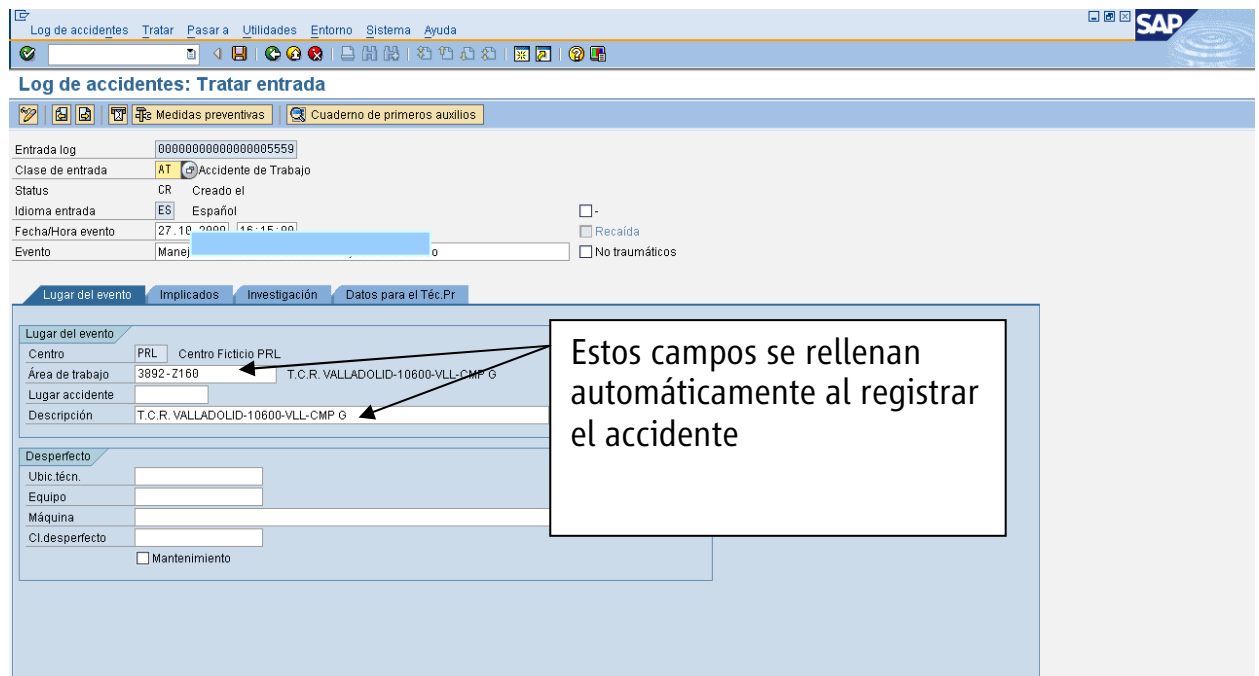 Log de accidentes Tratar Pasar a Utilidades Entorno Sistema Ayuda
SAP
Log de accidentes: Tratar entrada
Medidas preventivas Cuaderno de primeros auxilios
Entrada log 00000000000000005559
Clase de entrada AT Accidente de Trabajo
Status CR Creado el
Idioma entrada ES Español -
Fecha/Hora evento Recaída
Evento Manej o No traumáticos
Lugar del evento Implicados Investigación Datos para el Téc.Pr
Lugar del evento
Centro PRL Centro Ficticio PRL
Área de trabajo 3892-Z160 T.C.R. VALLADOLID-10600-VLL-CMP G
Lugar accidente
Descripción T.C.R. VALLADOLID-10600-VLL-CMP G
Estos campos se rellenan
automáticamente al registrar
el accidente
Desperfecto
Ubic.técn.
Equipo
Máquina
Cl.desperfecto
Mantenimiento